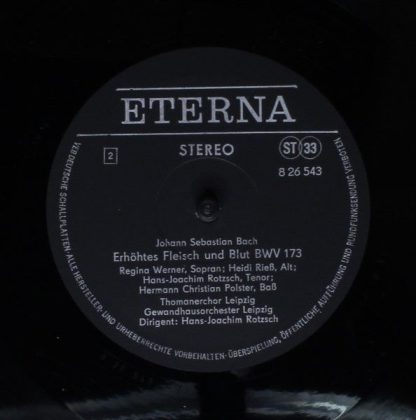 ETERNA
2 STEREO ST 33
8 26 543
Johann Sebastian Bach
Erhöhtes Fleisch und Blut BWV 173
Regina Werner, Sopran; Heidi Rieß, Alt;
Hans-Joachim Rotzsch, Tenor;
Hermann Christian Polster, Baß
Thomanerchor Leipzig
Gewandhausorchester Leipzig
Dirigent: Hans-Joachim Rotzsch
VEB DEUTSCHE SCHALLPLATTEN · ALLE HERSTELLER- UND URHEBERRECHTE VORBEHALTEN · ÜBERSPIELUNG, ÖFFENTLICHE AUFFÜHRUNG UND RUNDFUNKSENDUNG VERBOTEN